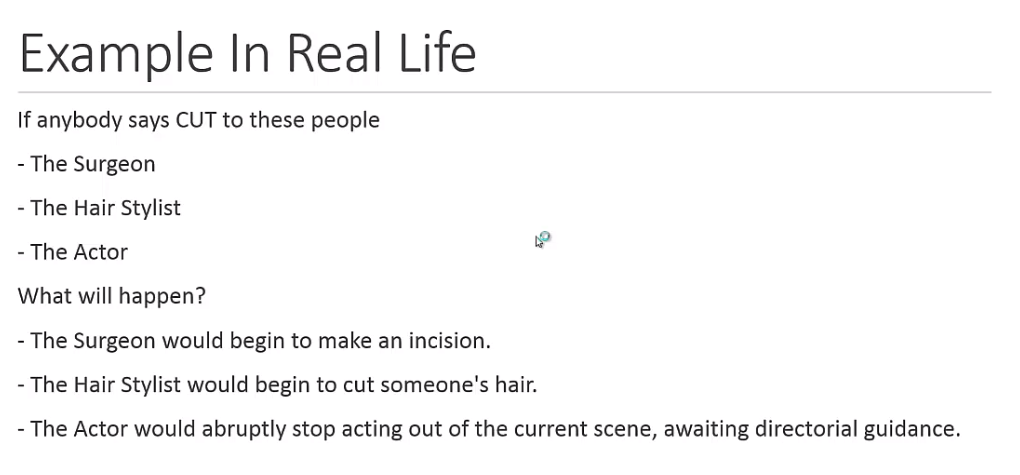 Example In Real Life
If anybody says CUT to these people
- The Surgeon
- The Hair Stylist
- The Actor
What will happen?
- The Surgeon would begin to make an incision.
- The Hair Stylist would begin to cut someone's hair.
- The Actor would abruptly stop acting out of the current scene, awaiting directorial guidance.